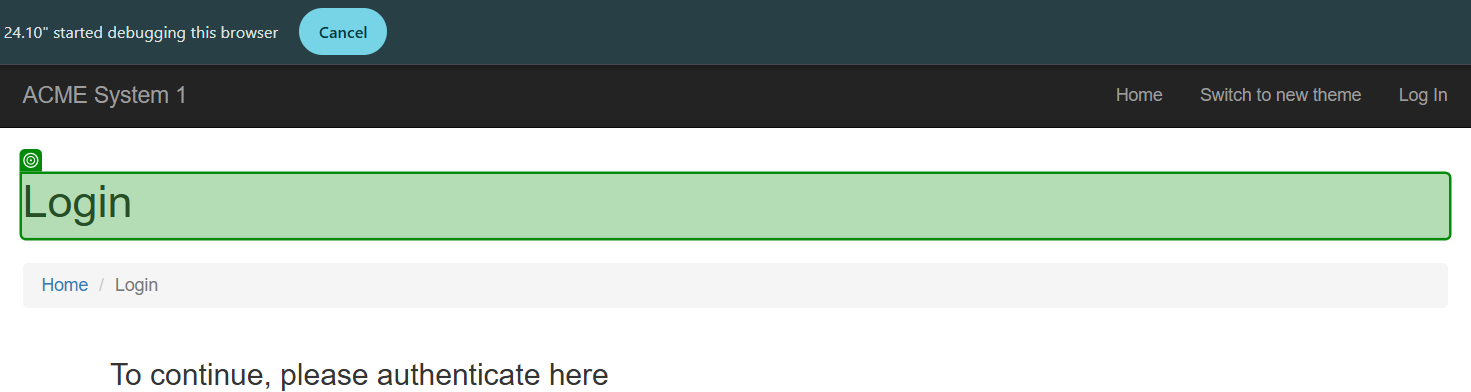 24.10" started debugging this browser Cancel
ACME System 1 Home Switch to new theme Log In
Login
Home / Login
To continue, please authenticate here